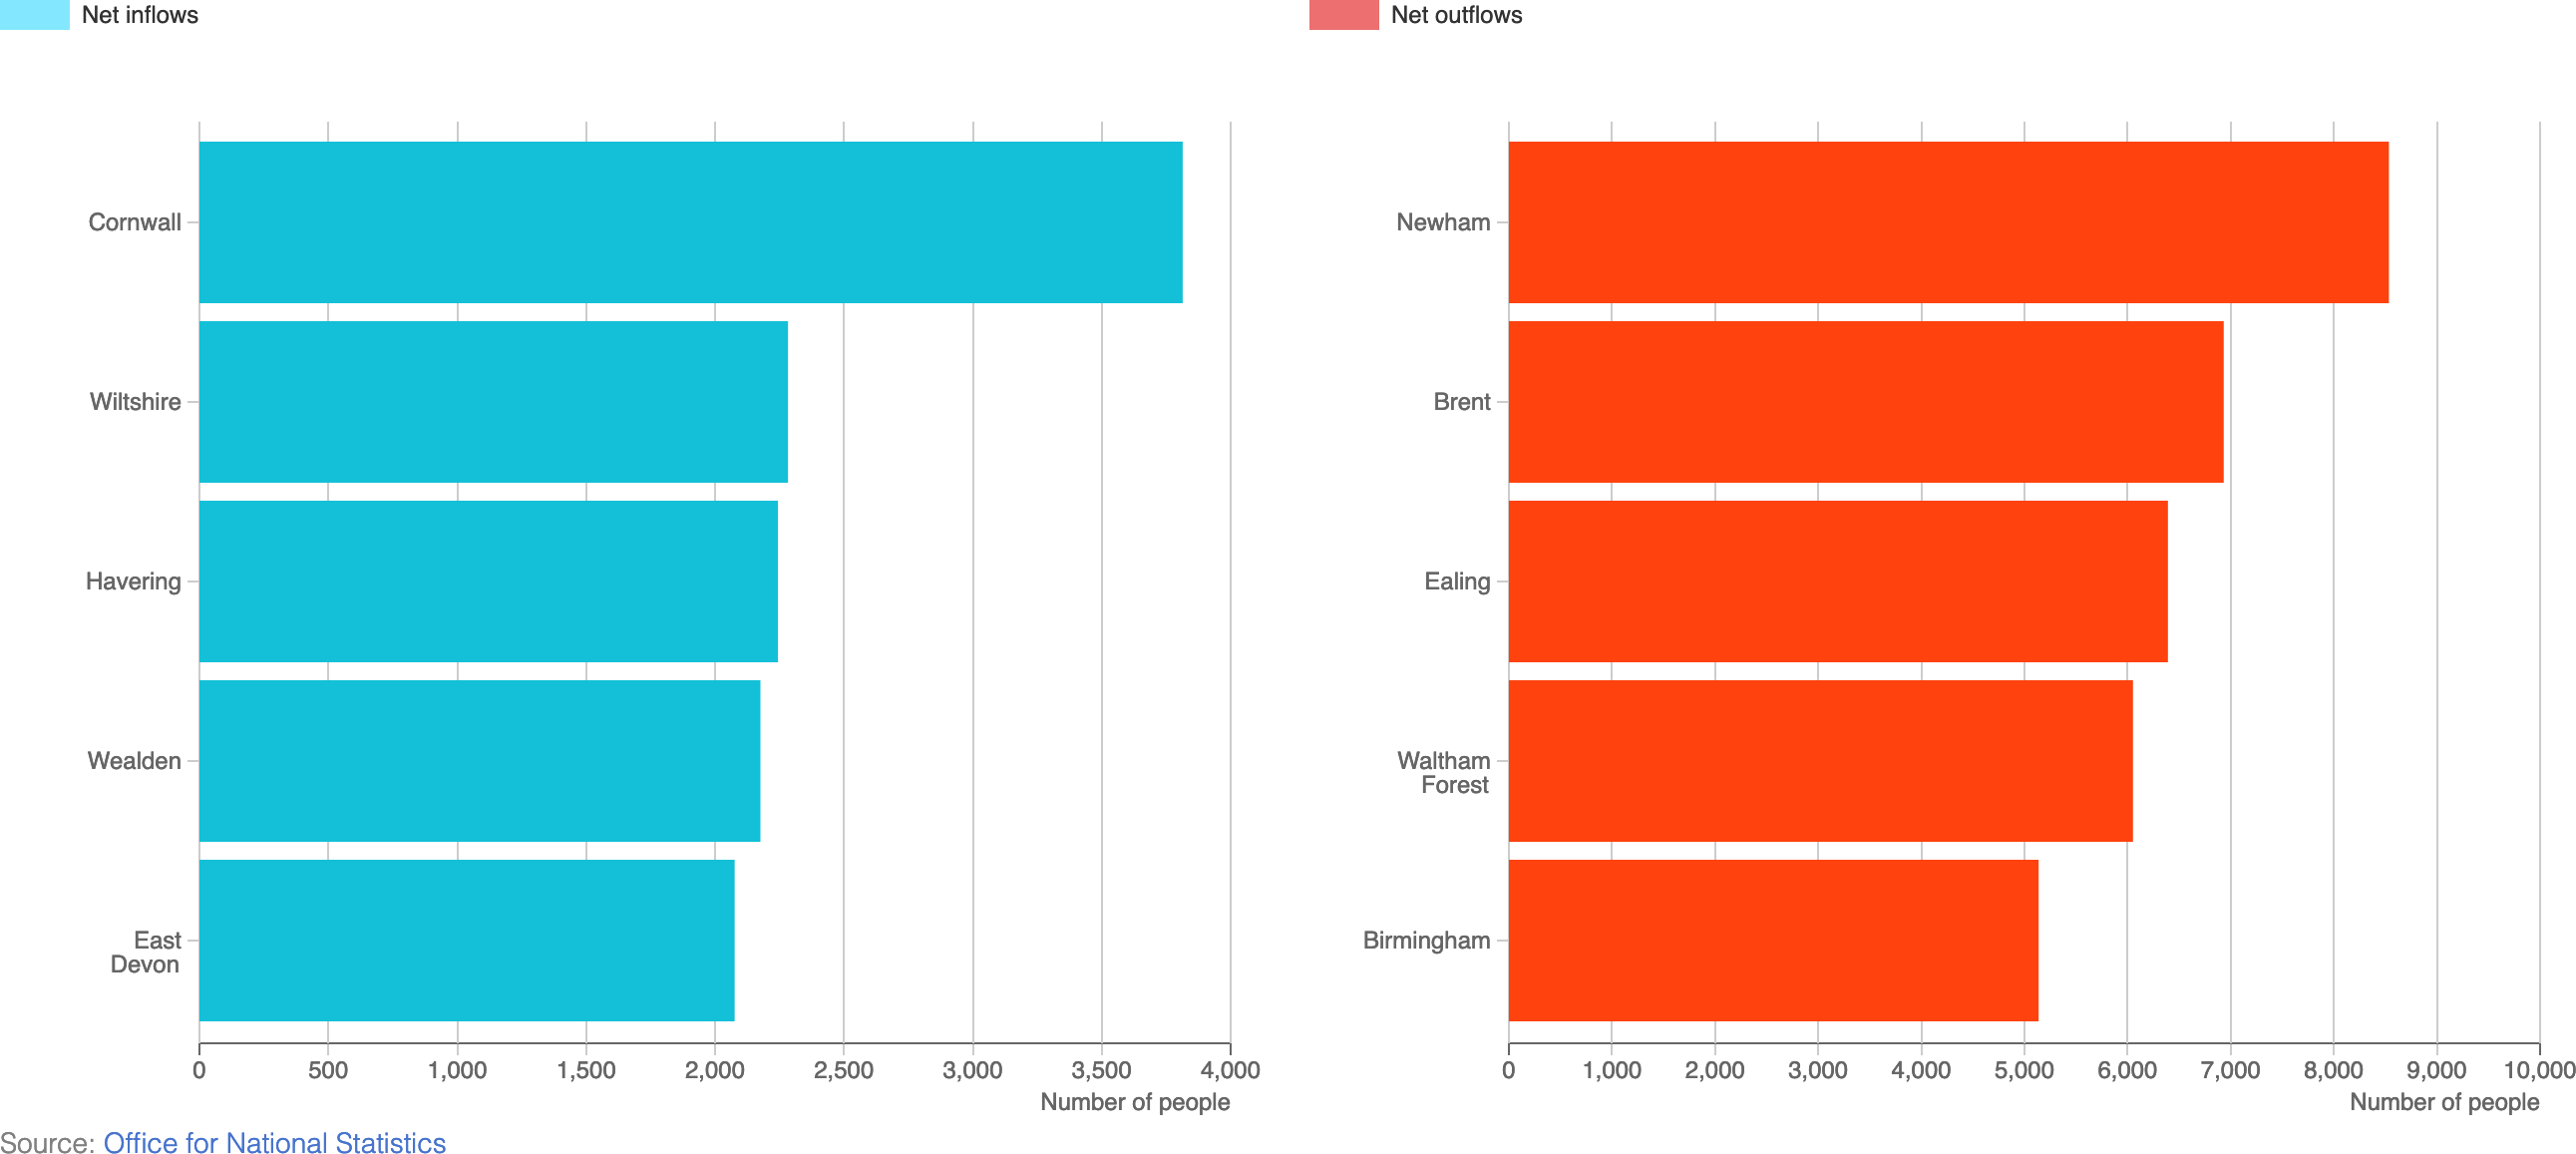 Net inflows
Net outflows
Cornwall
Wiltshire
Havering
Wealden
East
Devon
0 500 1,000 1,500 2,000 2,500 3,000 3,500 4,000
Number of people
Newham
Brent
Ealing
Waltham
Forest
Birmingham
0 1,000 2,000 3,000 4,000 5,000 6,000 7,000 8,000 9,000 10,000
Number of people
Source: Office for National Statistics